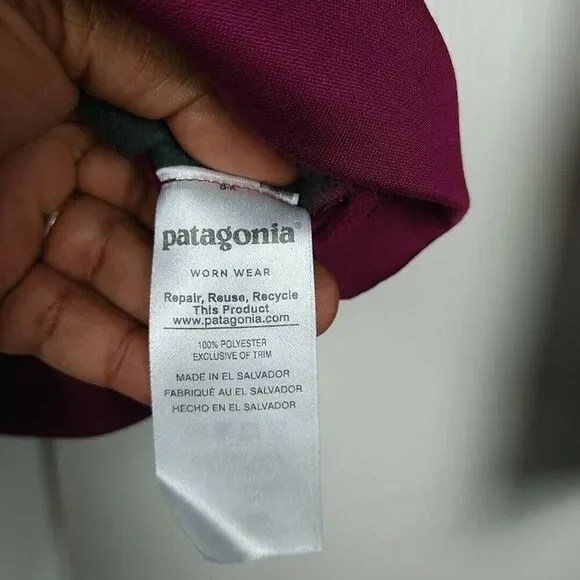 patagonia®
WORN WEAR
Repair, Reuse, Recycle
This Product
www.patagonia.com
100% POLYESTER
EXCLUSIVE OF TRIM
MADE IN EL SALVADOR
FABRIQUÉ AU EL SALVADOR
HECHO EN EL SALVADOR